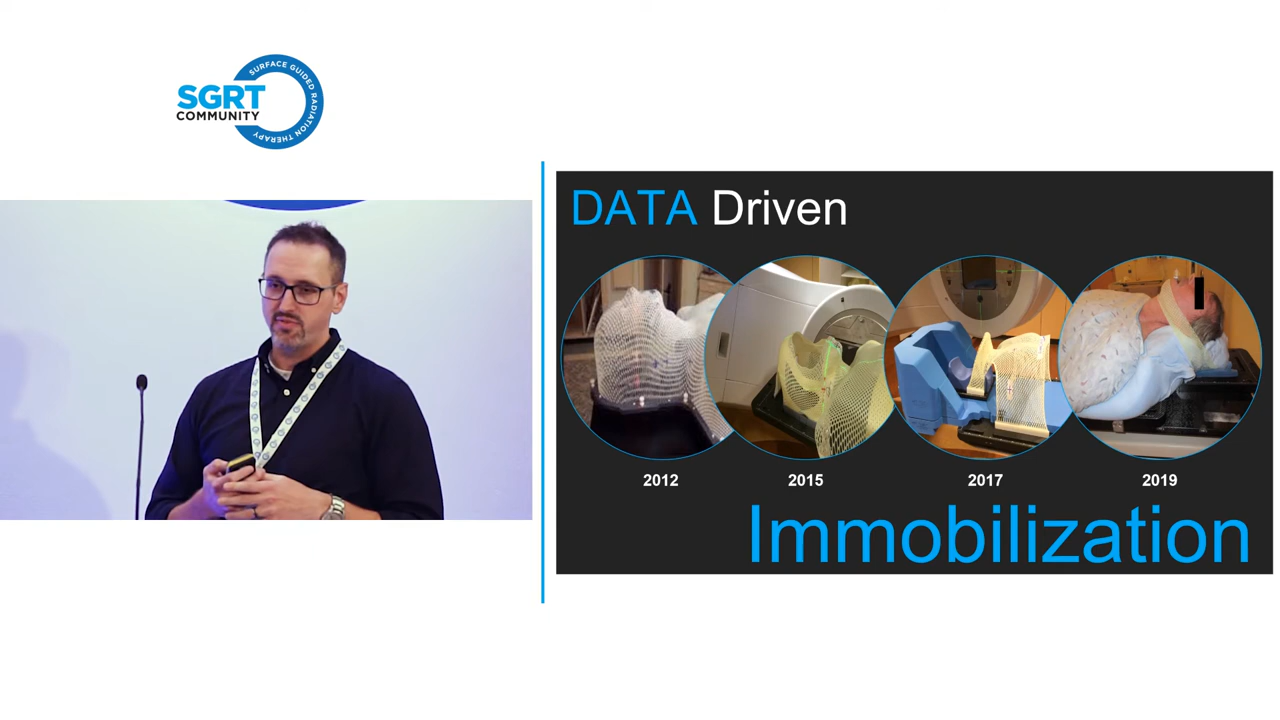 SURFACE GUIDED RADIATION THERAPY
SGRT
COMMUNITY
DATA Driven
2012
2015
2017
2019
Immobilization